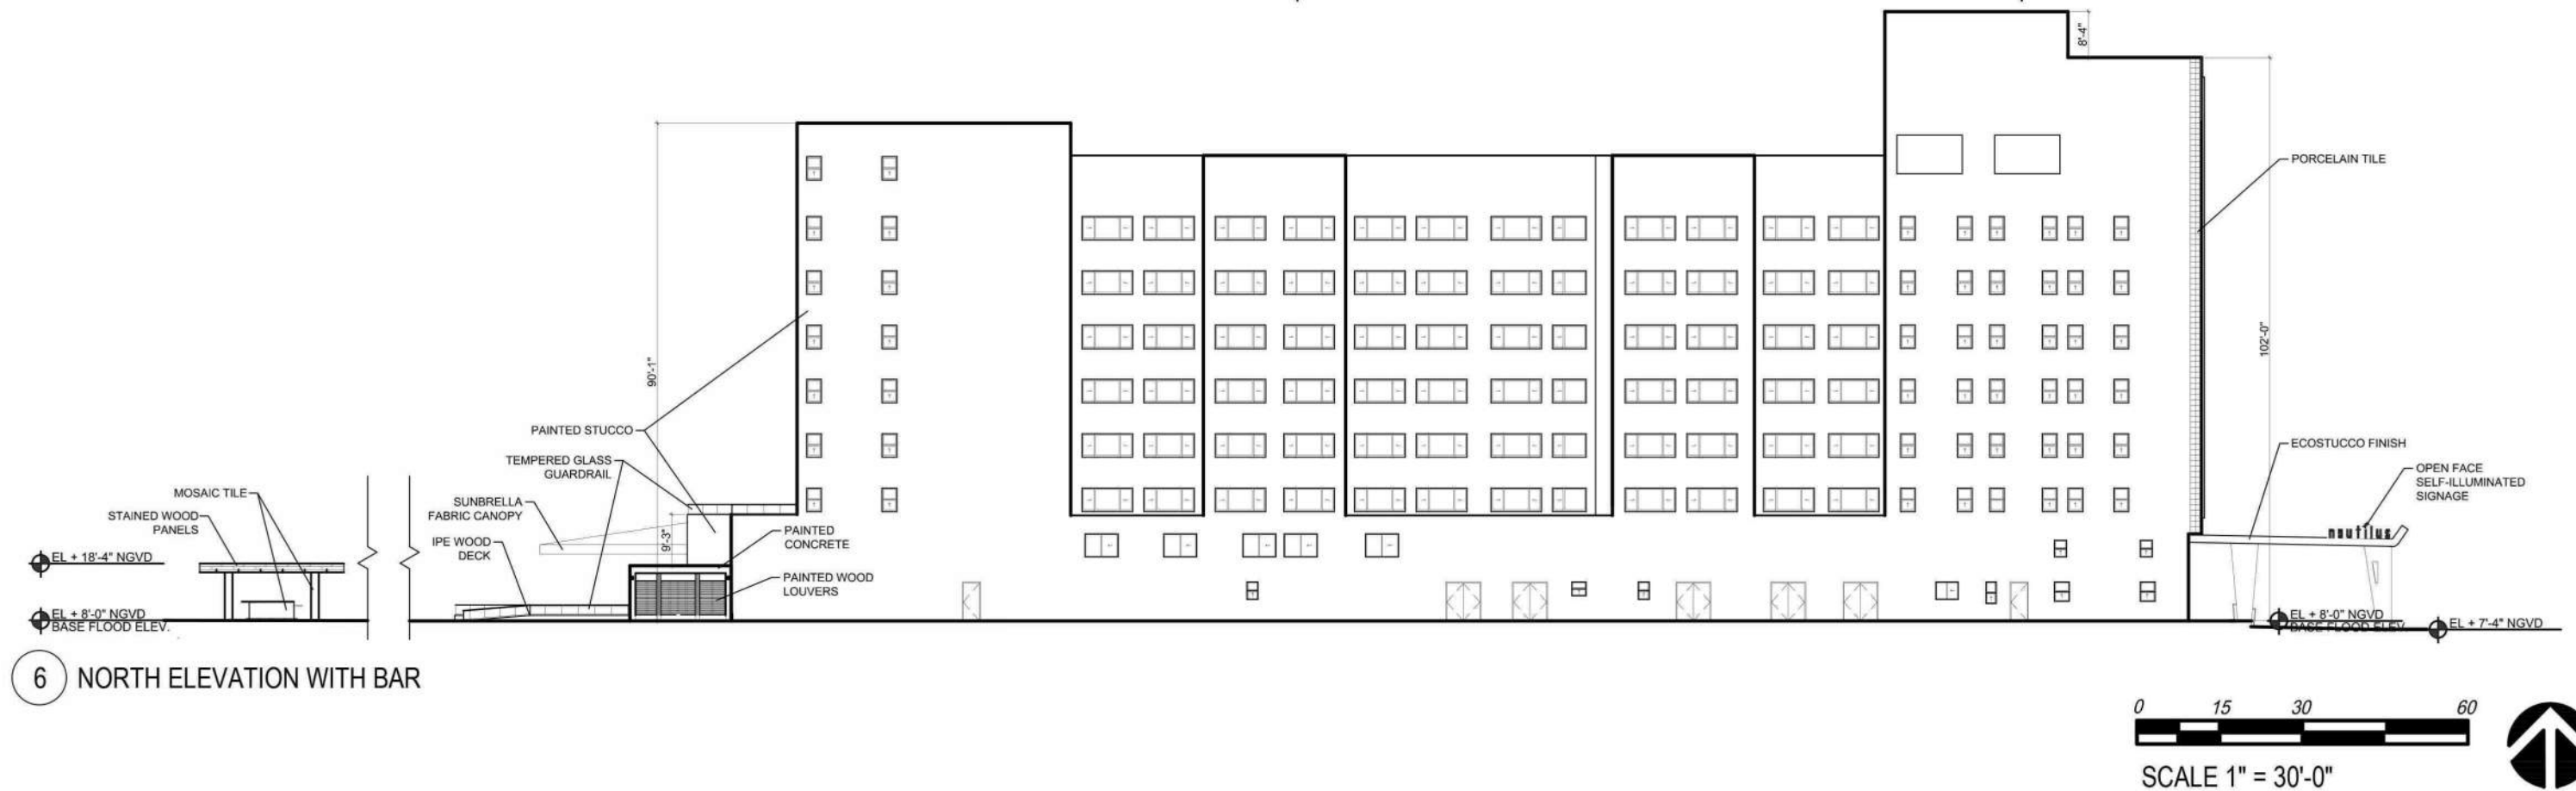 8'-4"
PORCELAIN TILE
90'-1"
102'-0"
PAINTED STUCCO
TEMPERED GLASS
GUARDRAIL
ECOSTUCCO FINISH
OPEN FACE
SELF-ILLUMINATED
SIGNAGE
MOSAIC TILE
SUNBRELLA
FABRIC CANOPY
STAINED WOOD
PANELS
IPE WOOD
DECK
9'-3"
PAINTED
CONCRETE
nautilus
EL + 18'-4" NGVD
PAINTED WOOD
LOUVERS
EL + 8'-0" NGVD
BASE FLOOD ELEV.
EL + 8'-0" NGVD
BASE FLOOD ELEV.
EL + 7'-4" NGVD
6 NORTH ELEVATION WITH BAR
0 15 30 60
SCALE 1" = 30'-0"